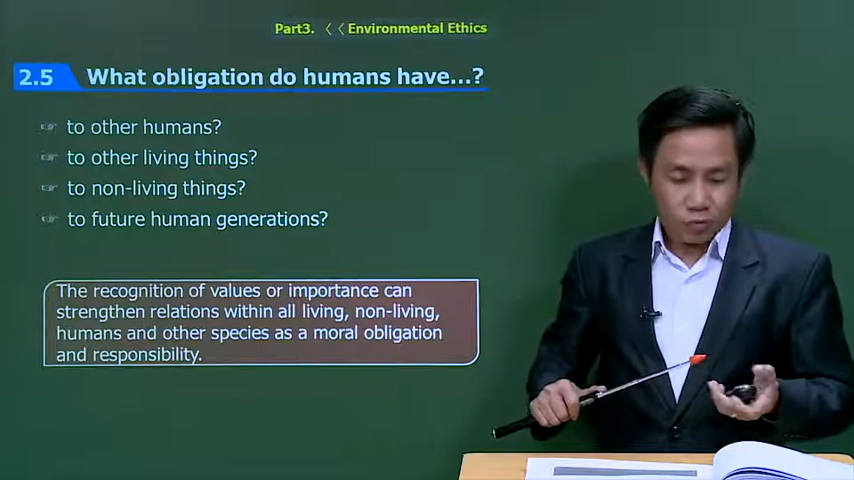 Part3. 〈〈 Environmental Ethics
2.5 What obligation do humans have...?
☞ to other humans?
☞ to other living things?
☞ to non-living things?
☞ to future human generations?
The recognition of values or importance can
strengthen relations within all living, non-living,
humans and other species as a moral obligation
and responsibility.